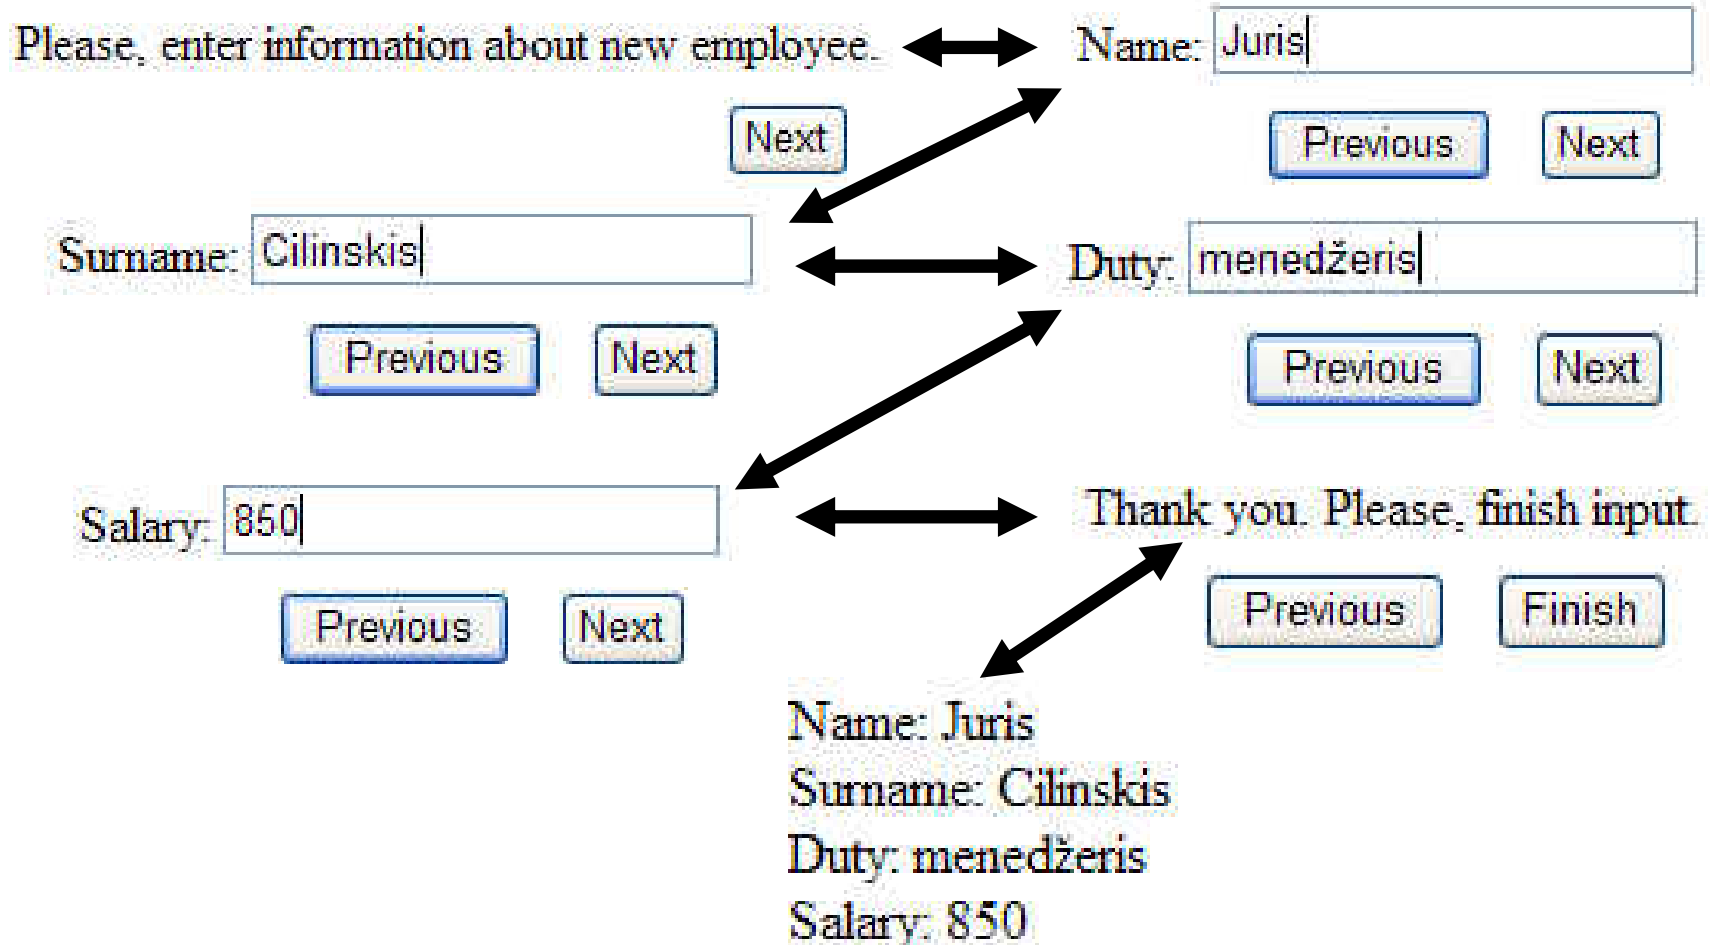 Please, enter information about new employee.
Next
Name: Juris
Previous Next
Surname: Cilinskis
Previous Next
Duty: menedžeris
Previous Next
Salary: 850
Previous Next
Thank you. Please, finish input.
Previous Finish
Name: Juris
Surname: Cilinskis
Duty: menedžeris
Salary: 850